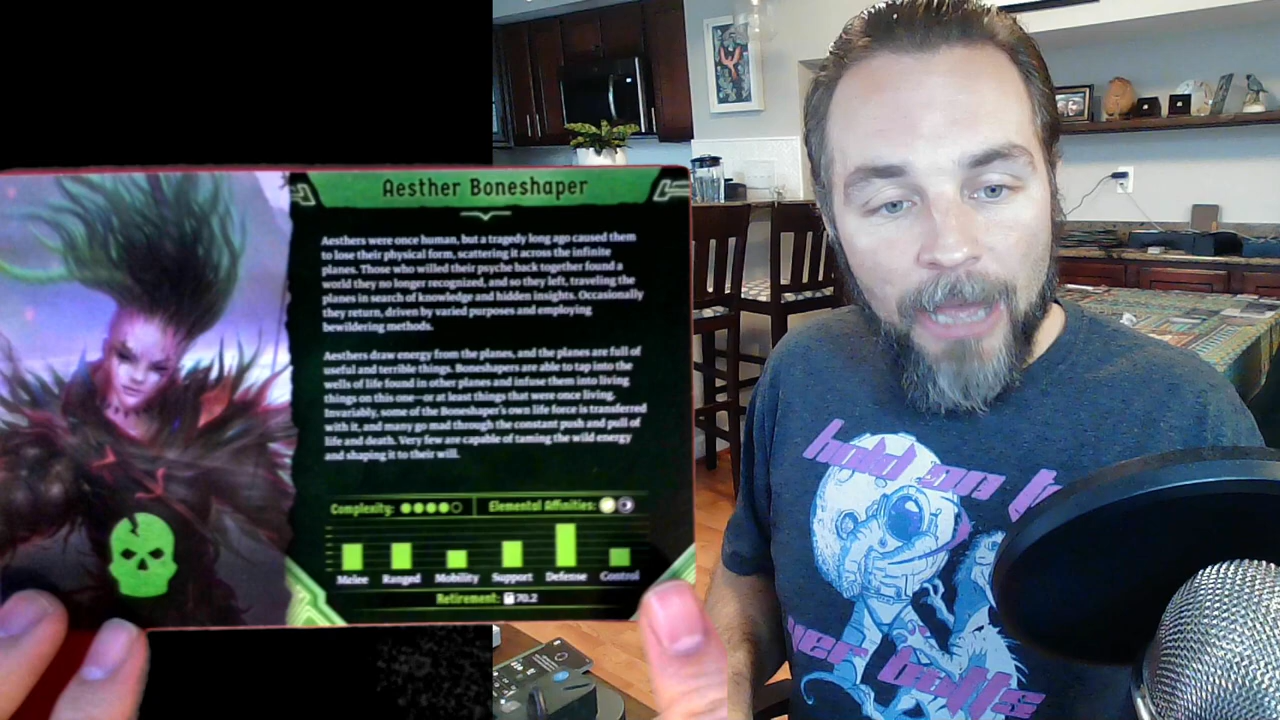 Aesther Boneshaper
Aesthers were once human, but a tragedy long ago caused them
to lose their physical form, scattering it across the infinite
planes. Those who willed their psyche back together found a
world they no longer recognized, and so they left, traveling the
planes in search of knowledge and hidden insights. Occasionally
they return, driven by varied purposes and employing
bewildering methods.
Aesthers draw energy from the planes, and the planes are full of
useful and terrible things. Boneshapers are able to tap into the
wells of life found in other planes and infuse them into living
things on this one—or at least things that were once living.
Invariably, some of the Boneshaper's own life force is transferred
with it, and many go mad through the constant push and pull of
life and death. Very few are capable of taming the wild energy
and shaping it to their will.
Complexity: Elemental Affinities:
Melee Ranged Mobility Support Defense Control
Retirement: 70.2
hold on
bulls